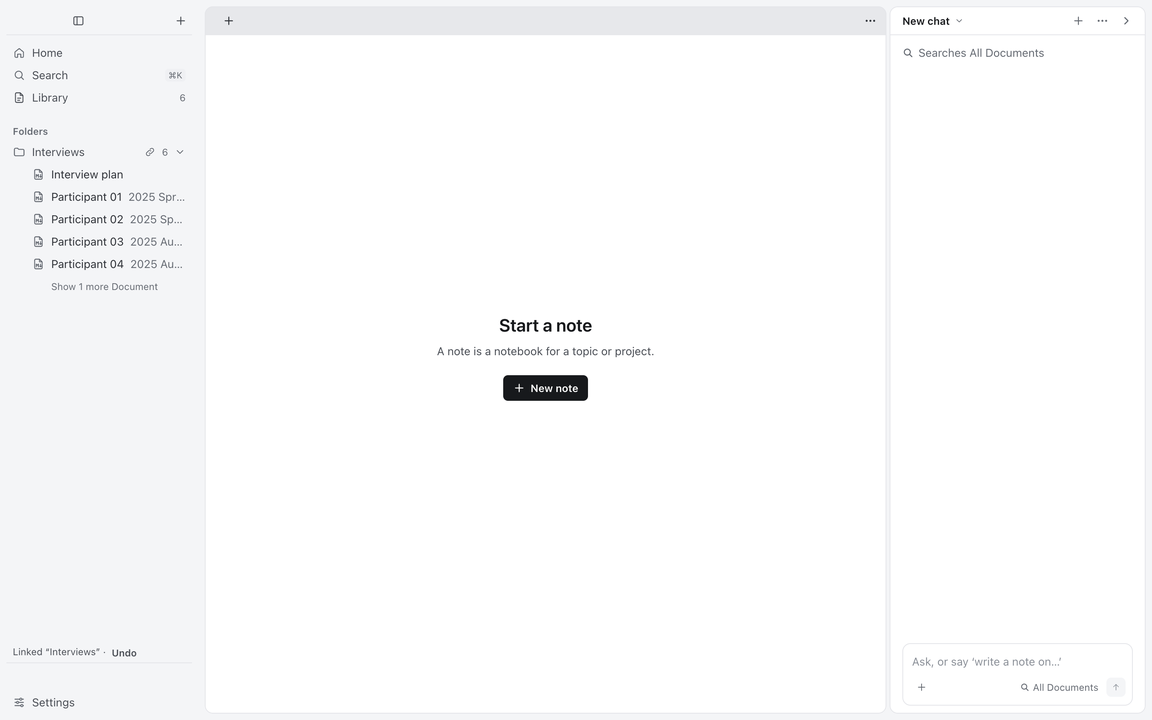 Home
Search ⌘K
Library 6
Folders
Interviews 6
Interview plan
Participant 01 2025 Spr...
Participant 02 2025 Sp...
Participant 03 2025 Au...
Participant 04 2025 Au...
Show 1 more Document
Linked “Interviews” · Undo
Settings
Start a note
A note is a notebook for a topic or project.
+ New note
New chat
Searches All Documents
Ask, or say ‘write a note on...’
All Documents